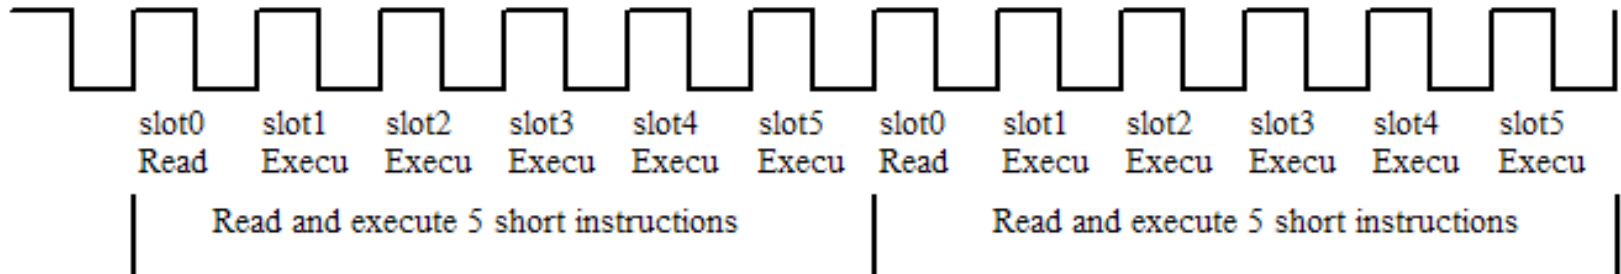 slot0 slot1 slot2 slot3 slot4 slot5 slot0 slot1 slot2 slot3 slot4 slot5
Read Execu Execu Execu Execu Execu Read Execu Execu Execu Execu Execu
Read and execute 5 short instructions Read and execute 5 short instructions